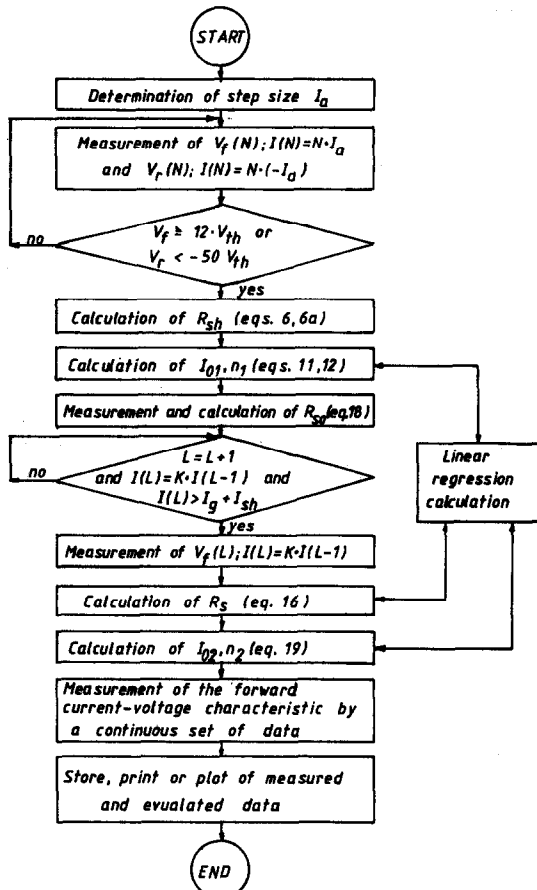 START
Determination of step size I_a
Measurement of V_f (N); I(N)=N·I_a
and V_r (N); I(N)=N·(-I_a)
V_f ≧ 12·V_th or
V_r < -50 V_th
no
yes
Calculation of R_sh (eqs. 6, 6a)
Calculation of I_01, n_1 (eqs. 11,12)
Measurement and calculation of R_so (eq.18)
L = L + 1
and I(L)=K·I(L-1) and
I(L)>I_g + I_sh
no
yes
Linear
regression
calculation
Measurement of V_f (L); I(L)=K·I(L-1)
Calculation of R_s (eq. 16)
Calculation of I_02, n_2 (eq. 19)
Measurement of the forward
current-voltage characteristic by
a continuous set of data
Store, print or plot of measured
and evualated data
END